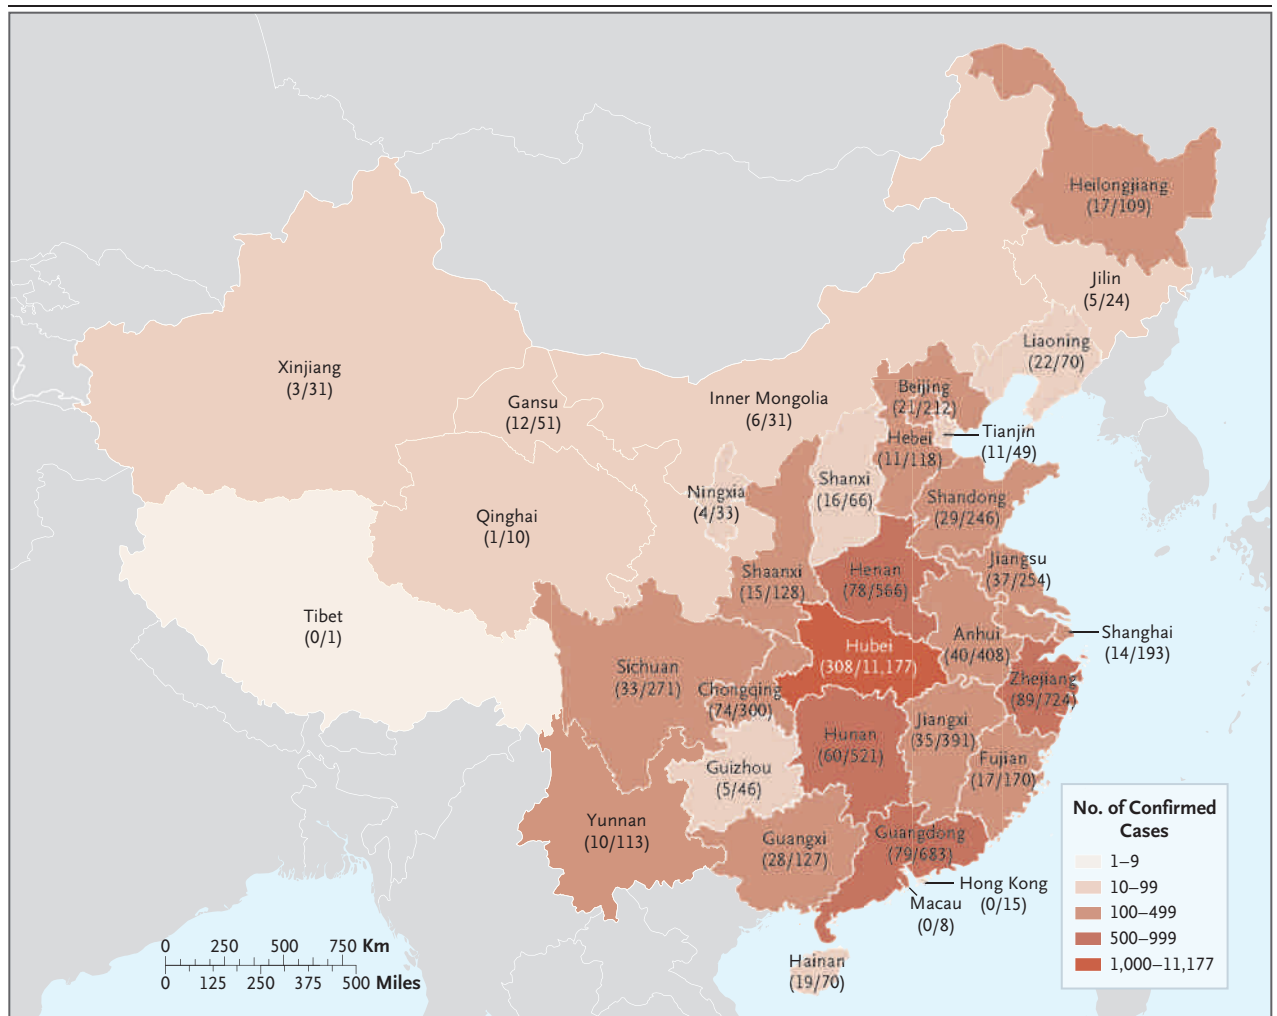 Heilongjiang
(17/109)
Jilin
(5/24)
Liaoning
(22/70)
Xinjiang
(3/31)
Gansu
(12/51)
Inner Mongolia
(6/31)
Beijing
(21/212)
Hebei
(11/118)
Tianjin
(11/49)
Ningxia
(4/33)
Shanxi
(16/66)
Shandong
(29/246)
Qinghai
(1/10)
Shaanxi
(15/128)
Henan
(78/566)
Jiangsu
(37/254)
Tibet
(0/1)
Hubei
(308/11,177)
Anhui
(40/408)
Shanghai
(14/193)
Sichuan
(33/271)
Chongqing
(74/300)
Zhejiang
(89/724)
Hunan
(60/521)
Jiangxi
(35/391)
Fujian
(17/170)
Guizhou
(5/46)
Yunnan
(10/113)
Guangxi
(28/127)
Guangdong
(79/683)
Hong Kong
(0/15)
Macau
(0/8)
Hainan
(19/70)
No. of Confirmed
Cases
1–9
10–99
100–499
500–999
1,000–11,177
0 250 500 750 Km
0 125 250 375 500 Miles